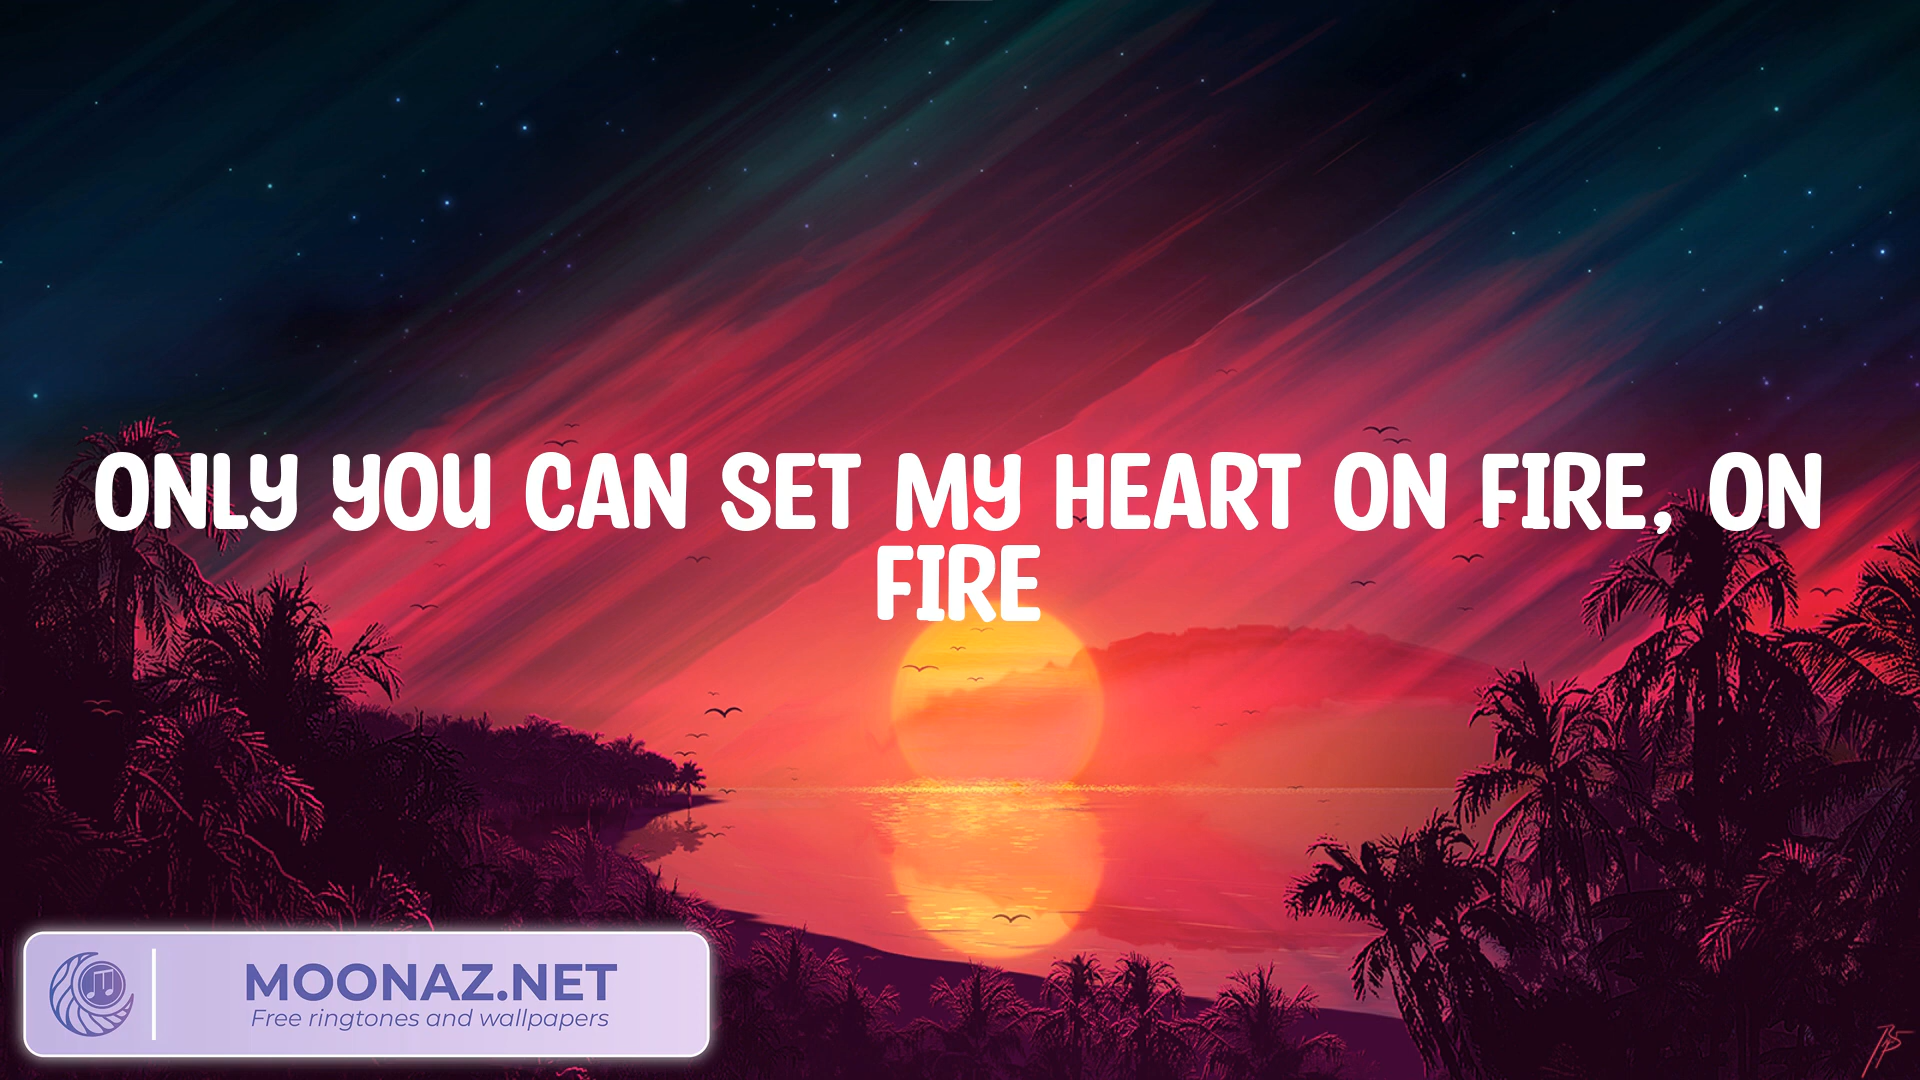 ONLY YOU CAN SET MY HEART ON FIRE, ON
FIRE
MOONAZ.NET
Free ringtones and wallpapers